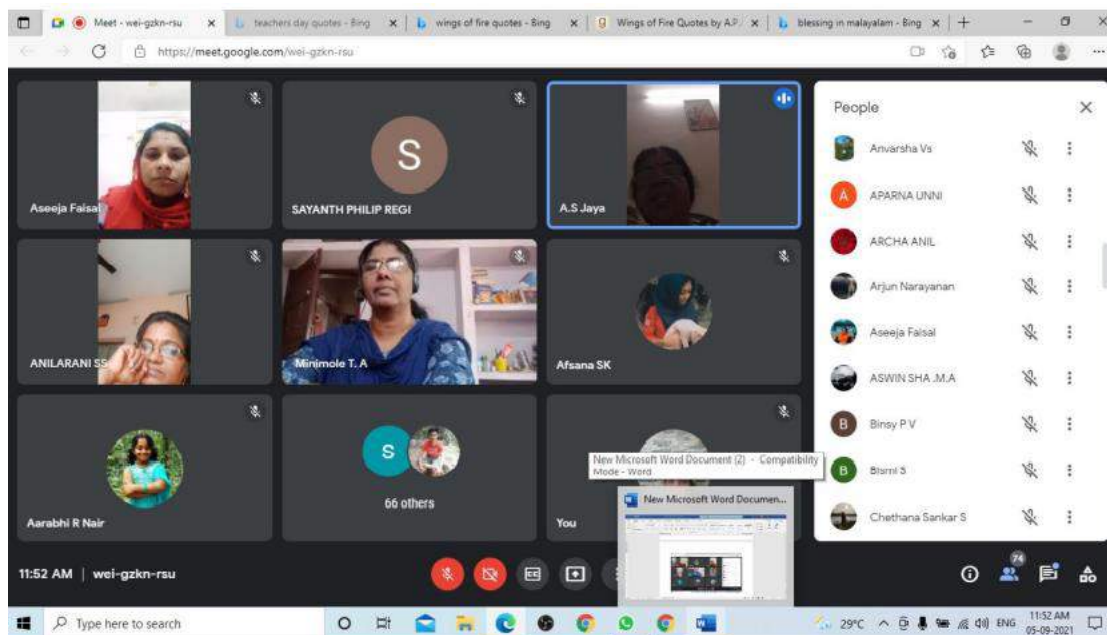 Meet - wei-gzkn-rsu
teachers day quotes - Bing
wings of fire quotes - Bing
Wings of Fire Quotes by A.P.
blessing in malayalam - Bing
https://meet.google.com/wei-gzkn-rsu
Aseeja Faisal
S
SAYANTH PHILIP REGI
A.S Jaya
ANILARANI SS
Minimole T. A
Afsana SK
Aarabhi R Nair
S
66 others
You
New Microsoft Word Document (2) - Compatibility
Mode - Word
New Microsoft Word Documen...
People
Anvarsha Vs
A APARNA UNNI
ARCHA ANIL
Arjun Narayanan
Aseeja Faisal
ASWIN SHA .M.A
B Binsy P V
B Bismi S
Chethana Sankar S
11:52 AM | wei-gzkn-rsu
CC
74
Type here to search
29°C ENG 11:52 AM
05-09-2021